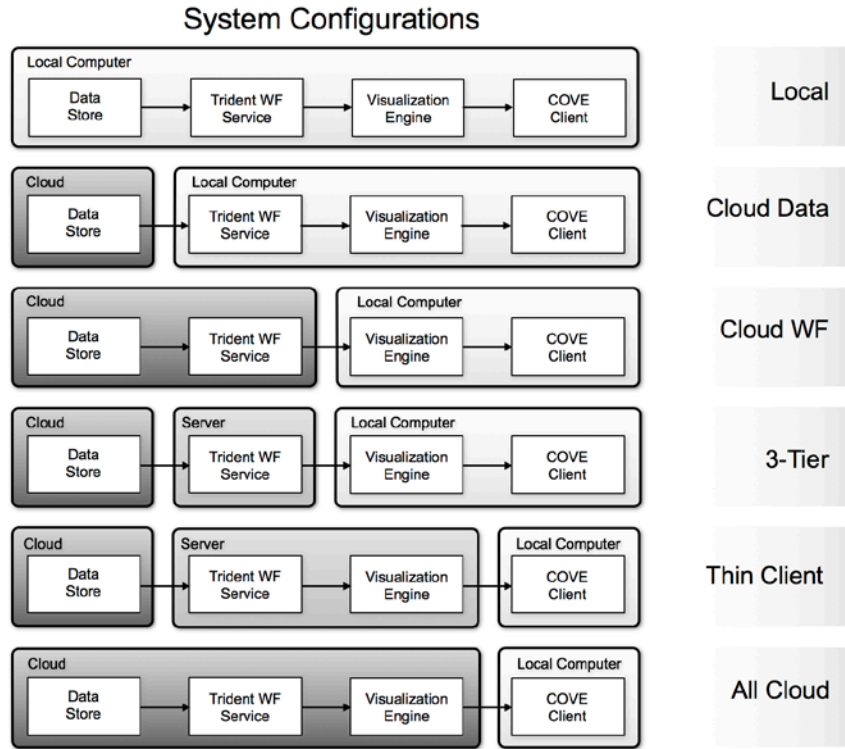 System Configurations
Local Computer
Data
Store
Trident WF
Service
Visualization
Engine
COVE
Client
Local
Cloud
Local Computer
Data
Store
Trident WF
Service
Visualization
Engine
COVE
Client
Cloud Data
Cloud
Local Computer
Data
Store
Trident WF
Service
Visualization
Engine
COVE
Client
Cloud WF
Cloud
Server
Local Computer
Data
Store
Trident WF
Service
Visualization
Engine
COVE
Client
3-Tier
Cloud
Server
Local Computer
Data
Store
Trident WF
Service
Visualization
Engine
COVE
Client
Thin Client
Cloud
Local Computer
Data
Store
Trident WF
Service
Visualization
Engine
COVE
Client
All Cloud